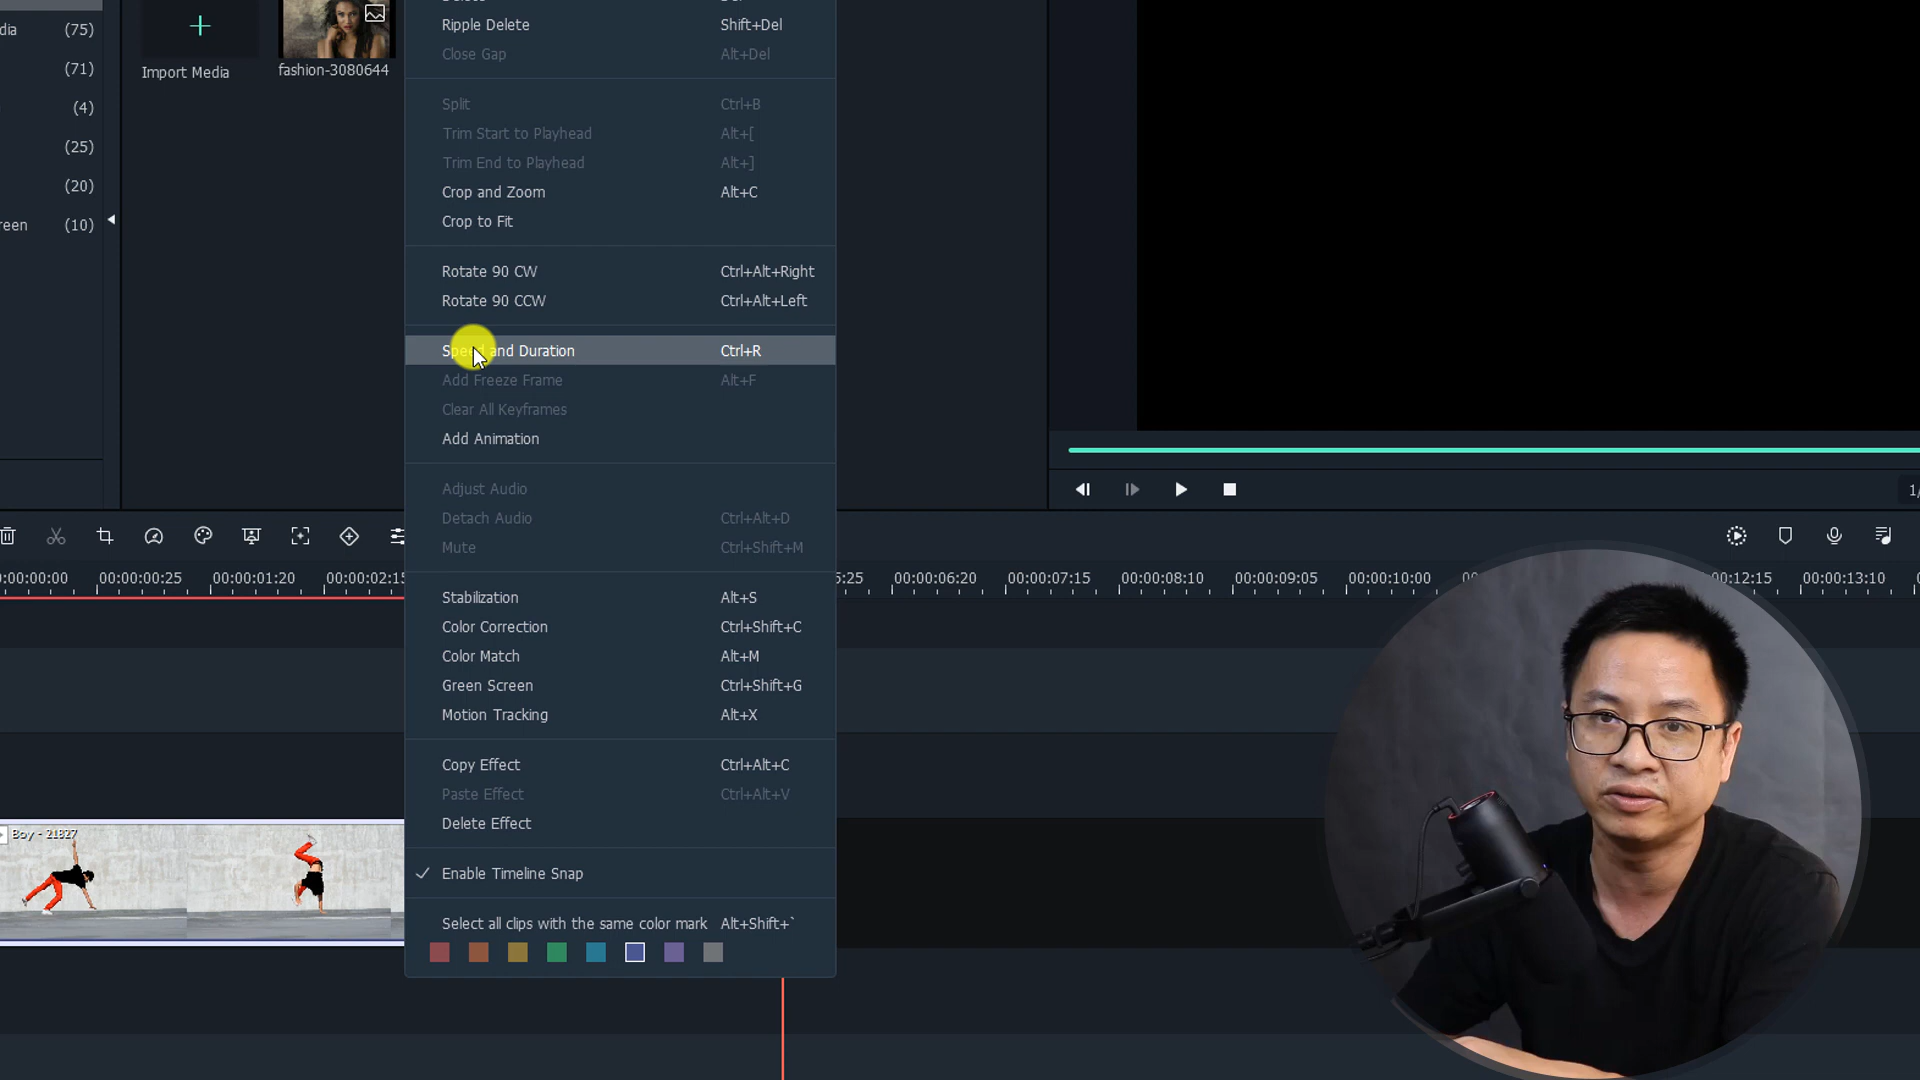 Ripple Delete Shift+Del
Close Gap Alt+Del
Split Ctrl+B
Trim Start to Playhead Alt+[
Trim End to Playhead Alt+]
Crop and Zoom Alt+C
Crop to Fit
Rotate 90 CW Ctrl+Alt+Right
Rotate 90 CCW Ctrl+Alt+Left
Speed and Duration Ctrl+R
Add Freeze Frame Alt+F
Clear All Keyframes
Add Animation
Adjust Audio
Detach Audio Ctrl+Alt+D
Mute Ctrl+Shift+M
Stabilization Alt+S
Color Correction Ctrl+Shift+C
Color Match Alt+M
Green Screen Ctrl+Shift+G
Motion Tracking Alt+X
Copy Effect Ctrl+Alt+C
Paste Effect Ctrl+Alt+V
Delete Effect
Enable Timeline Snap
Select all clips with the same color mark Alt+Shift+`
dia (75)
(71)
(4)
(25)
(20)
reen (10)
Import Media
fashion-3080644
1/
:00:00:00 00:00:00:25 00:00:01:20 00:00:02:15 5:25 00:00:06:20 00:00:07:15 00:00:08:10 00:00:09:05 00:00:10:00 :12:15 00:00:13:10
Boy - 21827